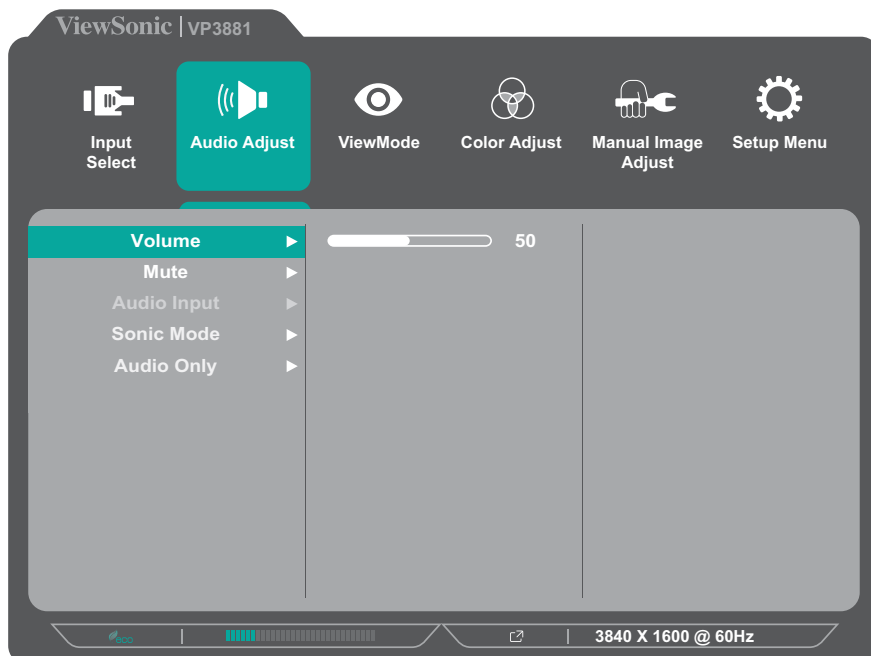 ViewSonic | VP3881
Input
Select
Audio Adjust
ViewMode
Color Adjust
Manual Image
Adjust
Setup Menu
Volume
50
Mute
Audio Input
Sonic Mode
Audio Only
eco
3840 X 1600 @ 60Hz